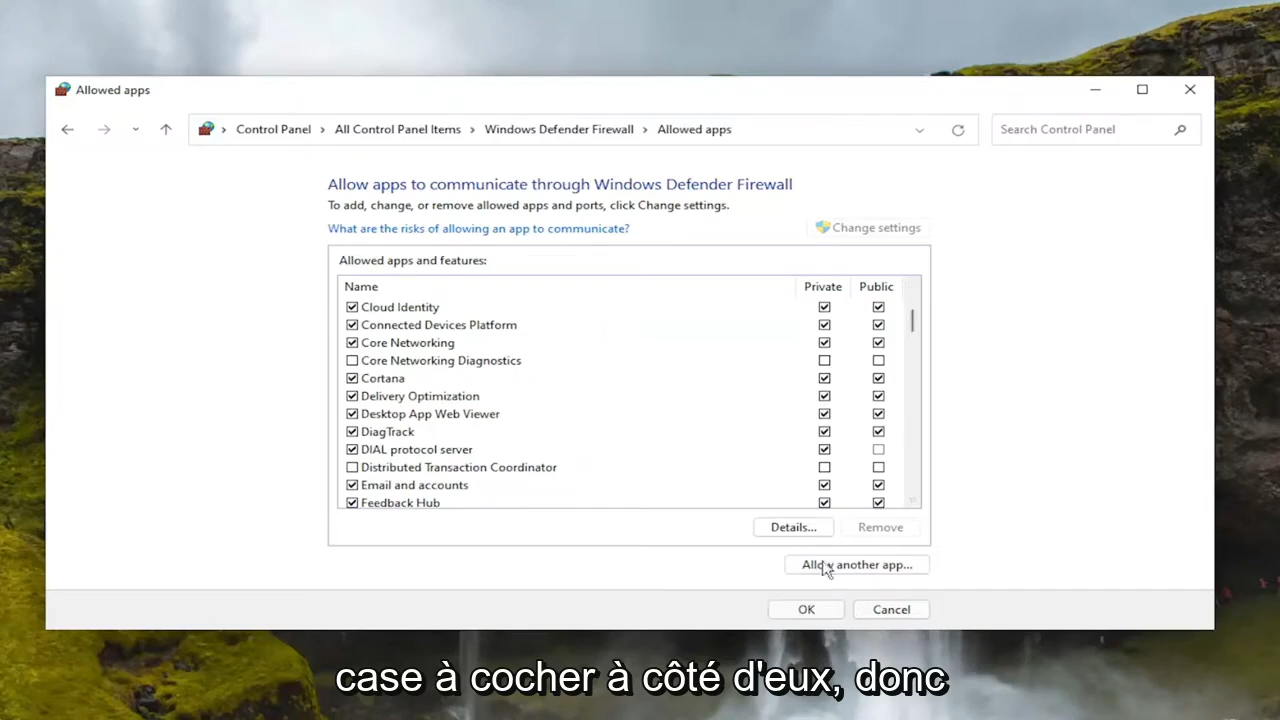 Allowed apps
Control Panel > All Control Panel Items > Windows Defender Firewall > Allowed apps
Search Control Panel
Allow apps to communicate through Windows Defender Firewall
To add, change, or remove allowed apps and ports, click Change settings.
What are the risks of allowing an app to communicate?
Change settings
Allowed apps and features:
Name Private Public
Cloud Identity
Connected Devices Platform
Core Networking
Core Networking Diagnostics
Cortana
Delivery Optimization
Desktop App Web Viewer
DiagTrack
DIAL protocol server
Distributed Transaction Coordinator
Email and accounts
Feedback Hub
Details... Remove
Allow another app...
OK Cancel
case à cocher à côté d'eux, donc